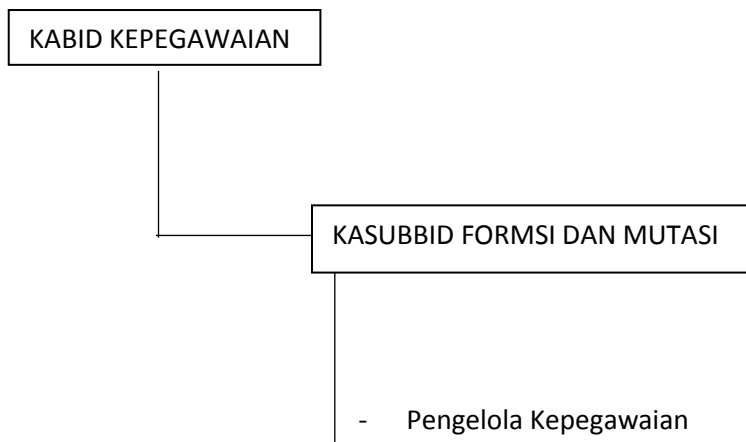 KABID KEPEGAWAIAN
KASUBBID FORMSI DAN MUTASI
- Pengelola Kepegawaian